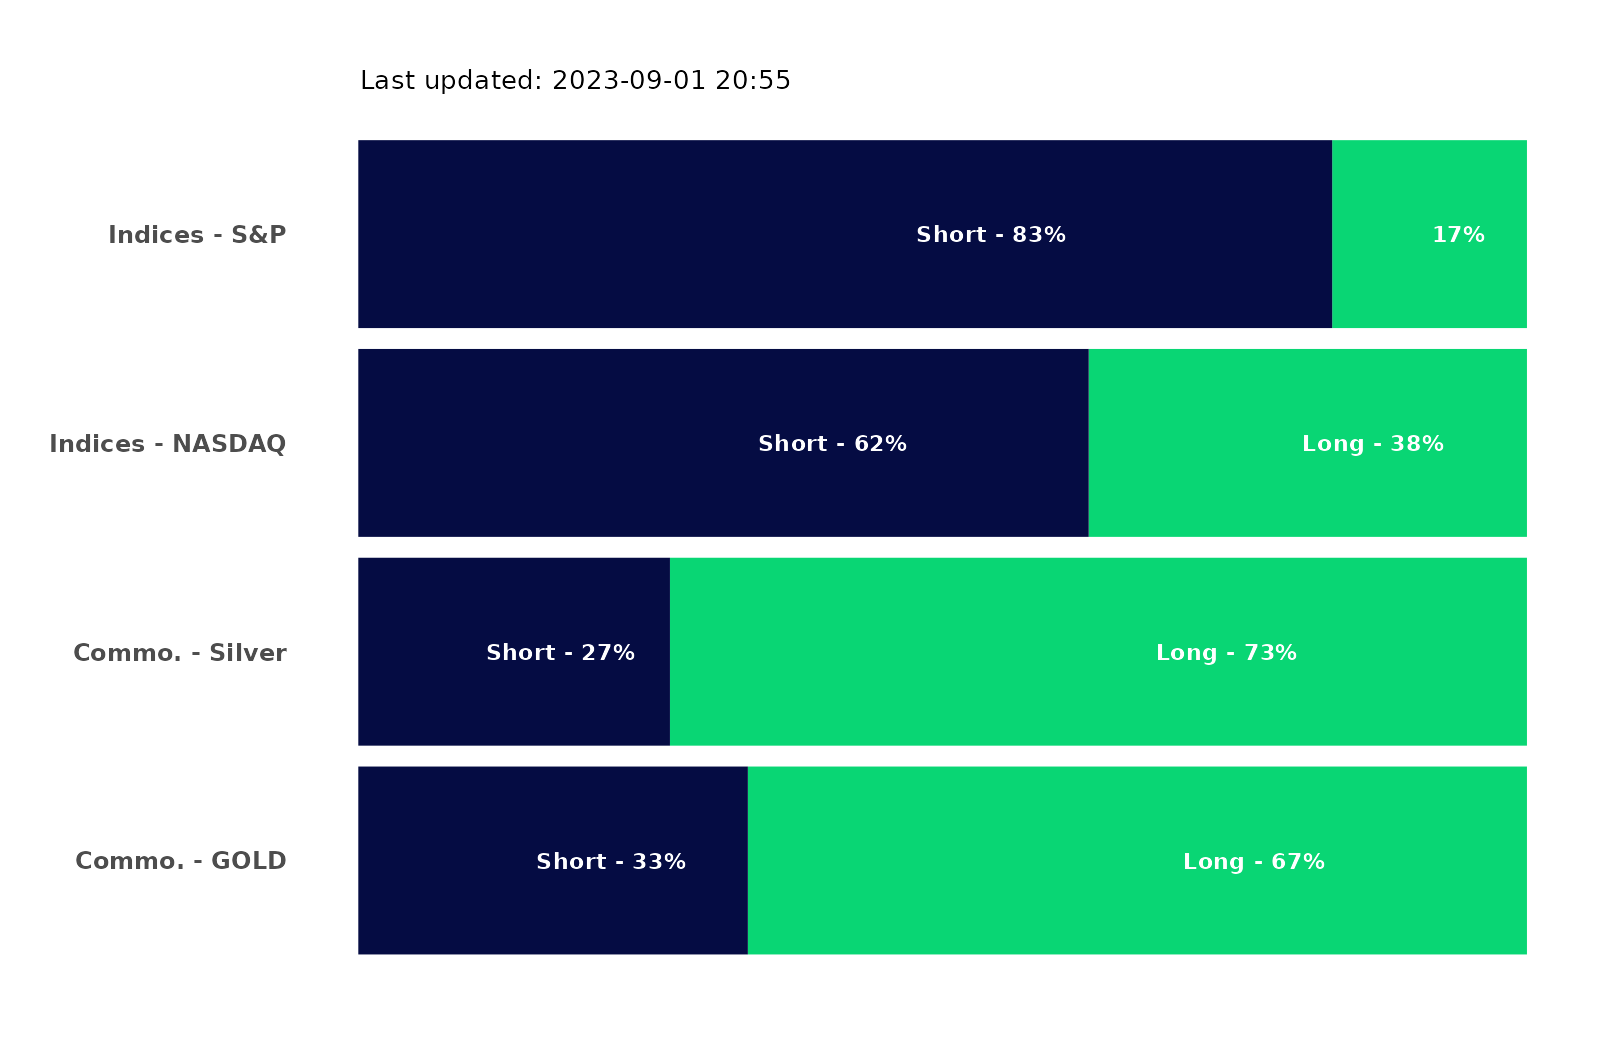 Last updated: 2023-09-01 20:55
Indices - S&P
Short - 83%
17%
Indices - NASDAQ
Short - 62%
Long - 38%
Commo. - Silver
Short - 27%
Long - 73%
Commo. - GOLD
Short - 33%
Long - 67%